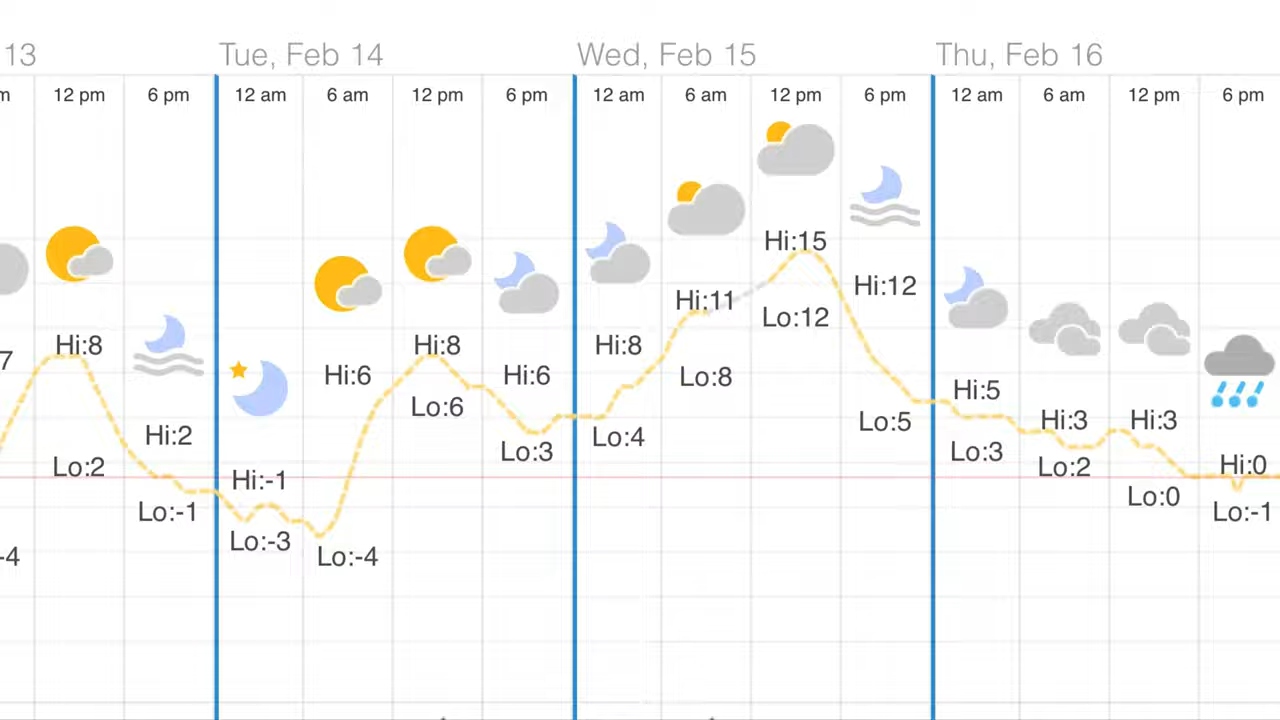 13
Tue, Feb 14
Wed, Feb 15
Thu, Feb 16
12 pm
6 pm
12 am
6 am
12 pm
6 pm
12 am
6 am
12 pm
6 pm
12 am
6 am
12 pm
6 pm
7
-4
Hi:8
Lo:2
Hi:2
Lo:-1
Hi:-1
Lo:-3
Hi:6
Lo:-4
Hi:8
Lo:6
Hi:6
Lo:3
Hi:8
Lo:4
Hi:11
Lo:8
Hi:15
Lo:12
Hi:12
Lo:5
Hi:5
Lo:3
Hi:3
Lo:2
Hi:3
Lo:0
Hi:0
Lo:-1